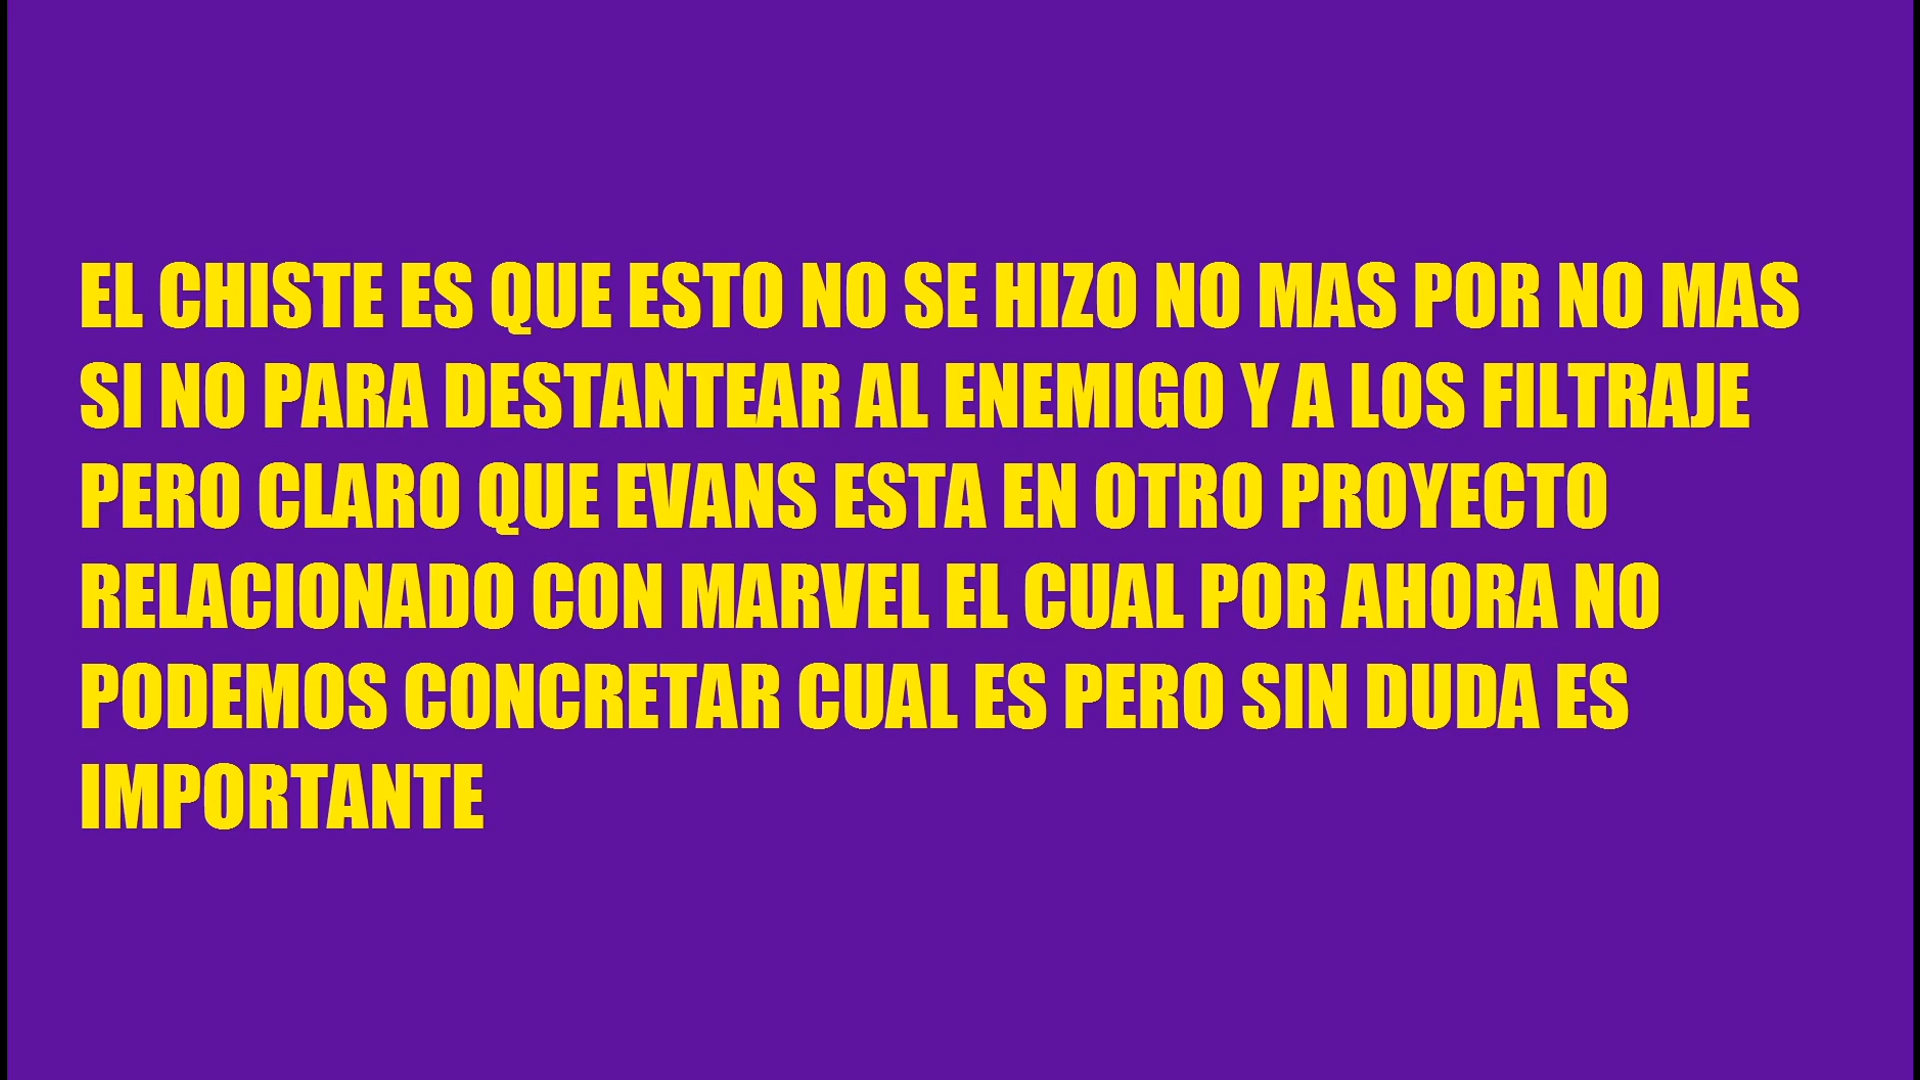 EL CHISTE ES QUE ESTO NO SE HIZO NO MAS POR NO MAS
SI NO PARA DESTANTEAR AL ENEMIGO Y A LOS FILTRAJE
PERO CLARO QUE EVANS ESTA EN OTRO PROYECTO
RELACIONADO CON MARVEL EL CUAL POR AHORA NO
PODEMOS CONCRETAR CUAL ES PERO SIN DUDA ES
IMPORTANTE